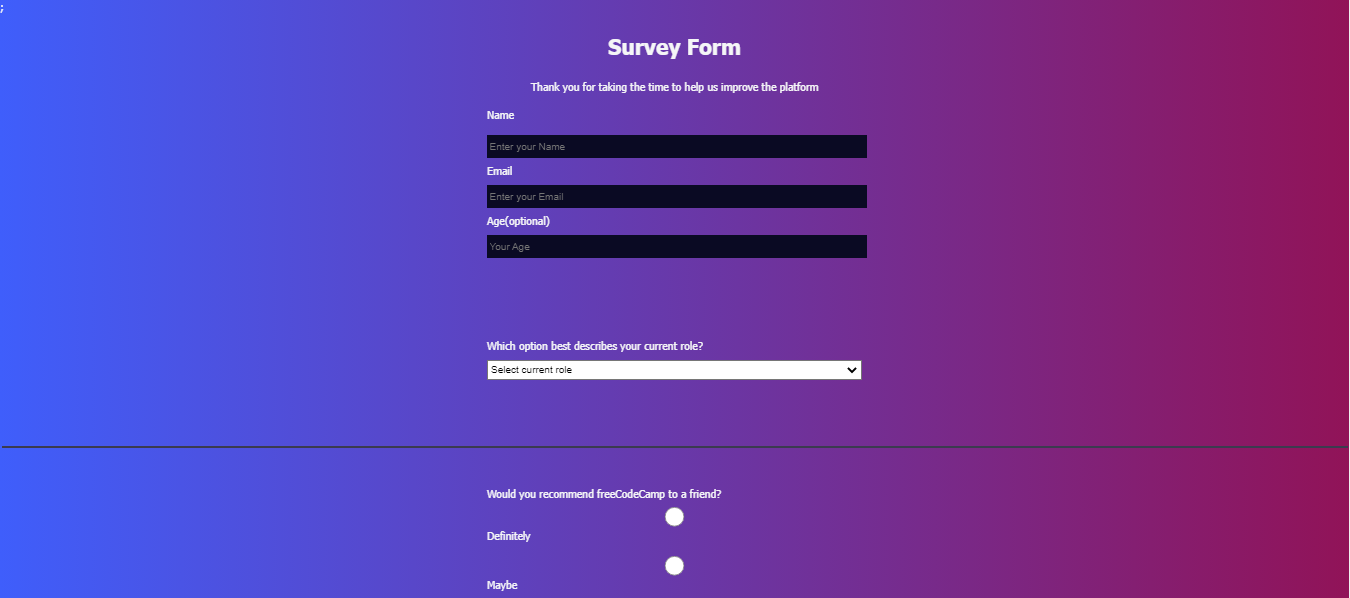 ;
Survey Form
Thank you for taking the time to help us improve the platform
Name
Enter your Name
Email
Enter your Email
Age(optional)
Your Age
Which option best describes your current role?
Select current role
Would you recommend freeCodeCamp to a friend?
Definitely
Maybe